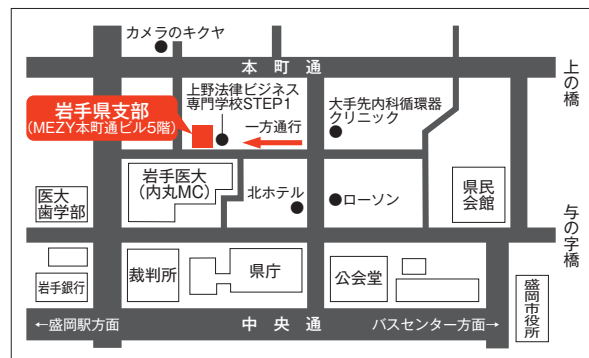 カメラのキクヤ
本町通
上の橋
上野法律ビジネス
専門学校STEP1
大手先内科循環器
クリニック
岩手県支部
(MEZY本町通ビル5階)
一方通行
岩手医大
(内丸MC)
医大
歯学部
北ホテル
ローソン
県民
会館
与の字橋
岩手銀行
裁判所
県庁
公会堂
盛岡市役所
←盛岡駅方面
中央通
バスセンター方面→